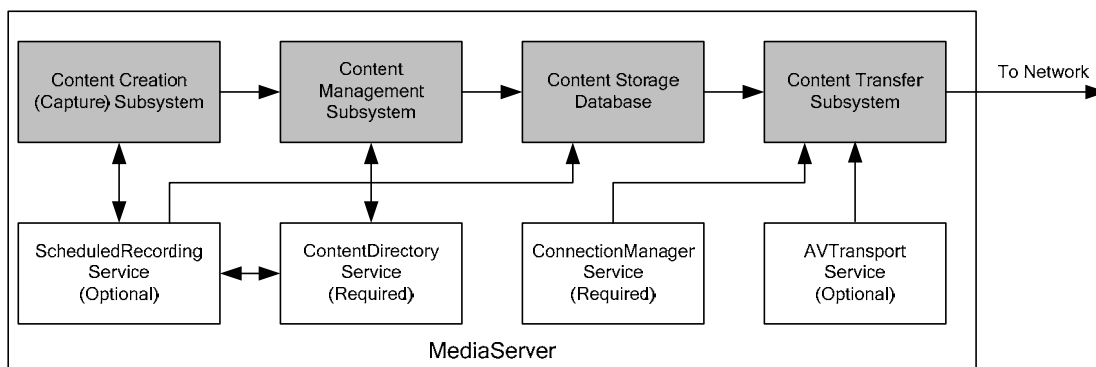 Content Creation
(Capture) Subsystem
Content
Management
Subsystem
Content Storage
Database
Content Transfer
Subsystem
To Network
ScheduledRecording
Service
(Optional)
ContentDirectory
Service
(Required)
ConnectionManager
Service
(Required)
AVTransport
Service
(Optional)
MediaServer